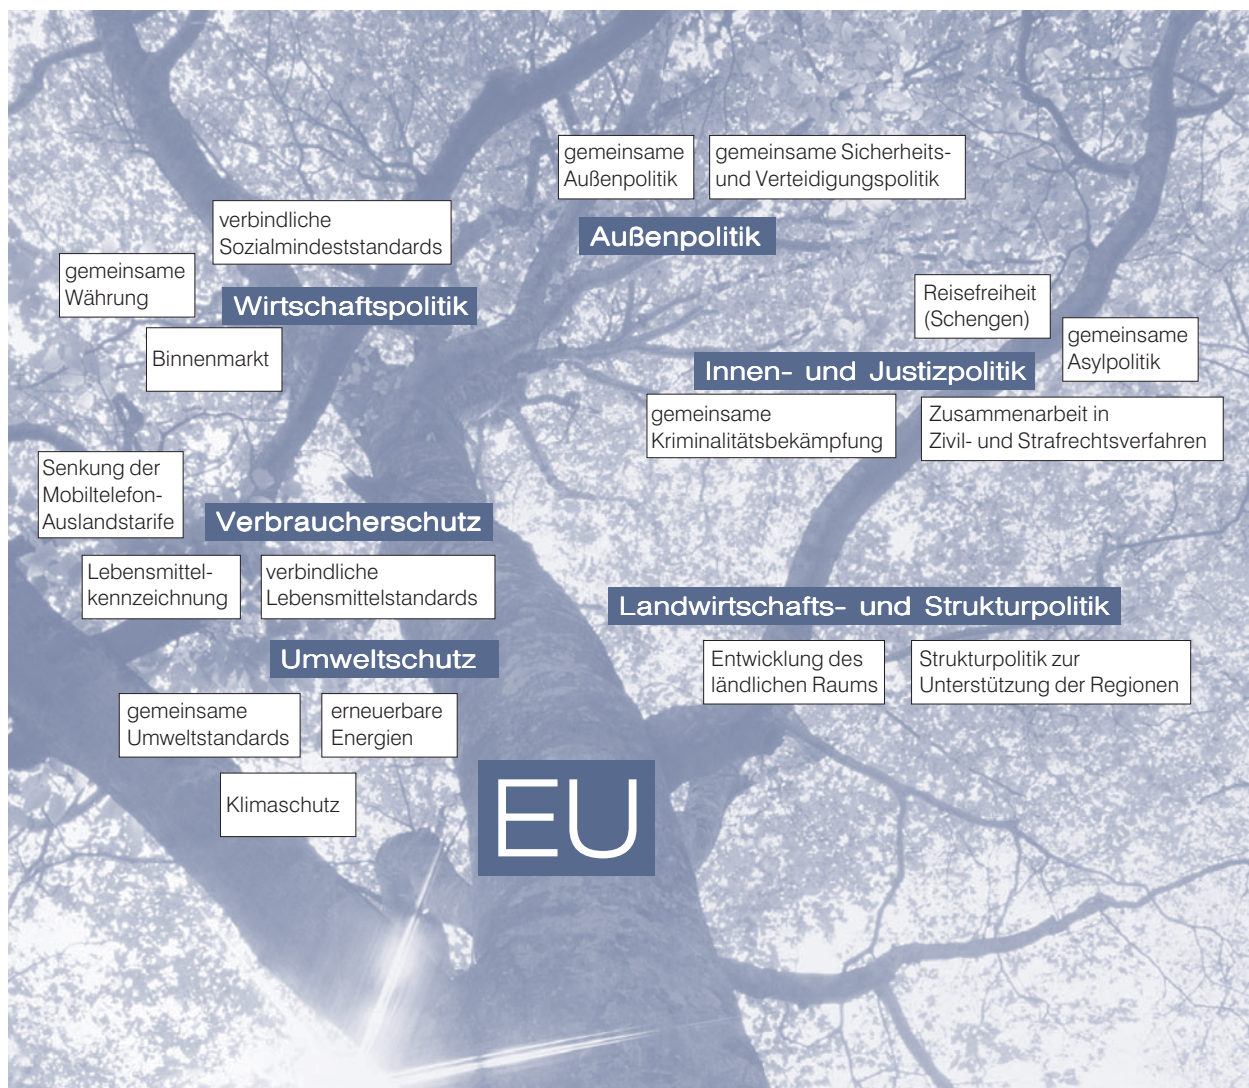 gemeinsame
Außenpolitik
gemeinsame Sicherheits-
und Verteidigungspolitik
Außenpolitik
verbindliche
Sozialmindeststandards
gemeinsame
Währung
Wirtschaftspolitik
Binnenmarkt
Reisefreiheit
(Schengen)
gemeinsame
Asylpolitik
Innen- und Justizpolitik
gemeinsame
Kriminalitätsbekämpfung
Zusammenarbeit in
Zivil- und Strafrechtsverfahren
Senkung der
Mobiltelefon-
Auslandstarife
Verbraucherschutz
Lebensmittel-
kennzeichnung
verbindliche
Lebensmittelstandards
Landwirtschafts- und Strukturpolitik
Entwicklung des
ländlichen Raums
Strukturpolitik zur
Unterstützung der Regionen
Umweltschutz
gemeinsame
Umweltstandards
erneuerbare
Energien
Klimaschutz
EU